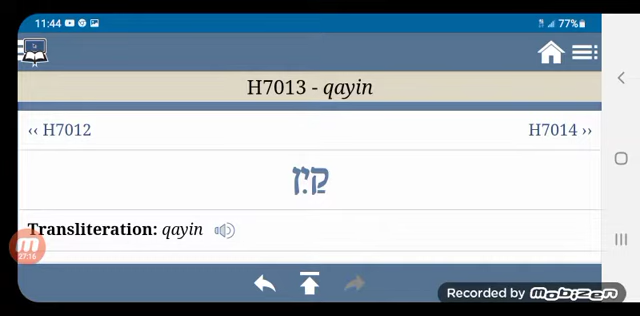 11:44 77%
H7013 - qayin
‹‹ H7012 H7014 ››
קַיִן
Transliteration: qayin
27:16
Recorded by mobizen